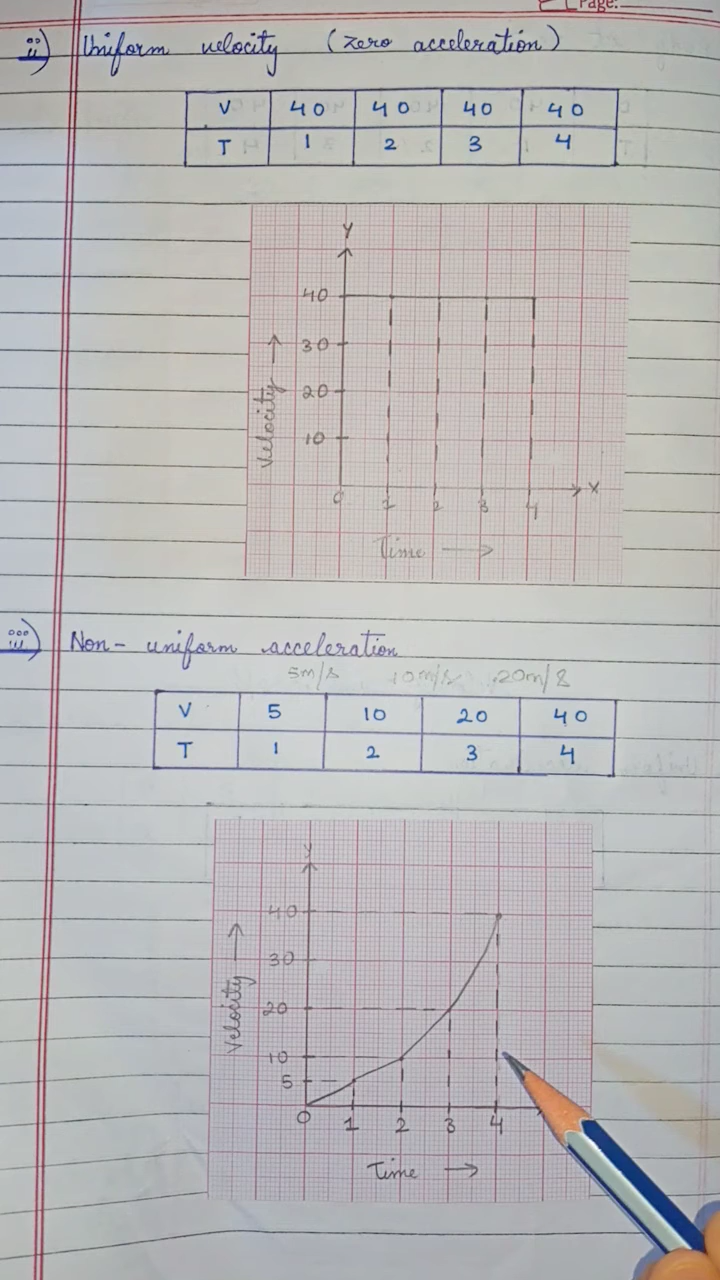 Page:
ii) Uniform velocity (Zero acceleration)
V 40 40 40 40
T 1 2 3 4
Y
40
30
20
10
Velocity →
0 1 2 3 4 X
Time →
iii) Non-uniform acceleration
5m/s 10m/s 20m/s
V 5 10 20 40
T 1 2 3 4
Y
40
30
20
10
5
Velocity →
0 1 2 3 4
Time →